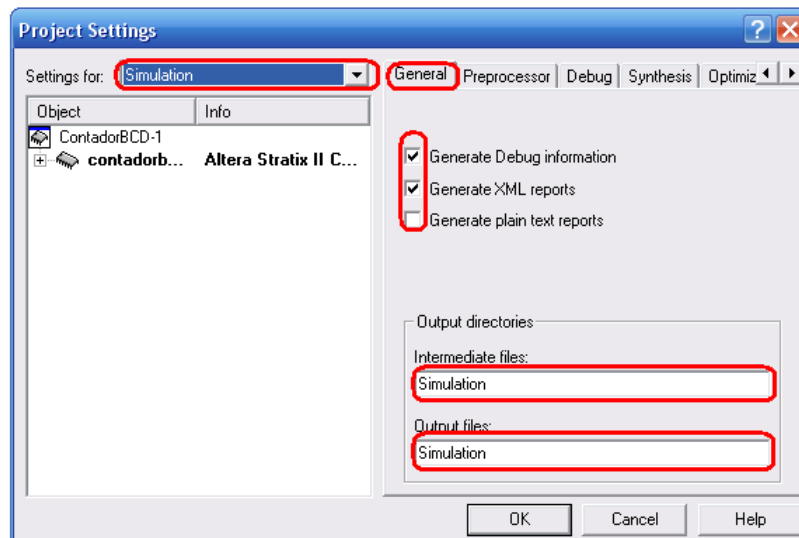 Project Settings
Settings for: Simulation
General Preprocessor Debug Synthesis Optimiz
Object Info
ContadorBCD-1
contadorb... Altera Stratix II C...
Generate Debug information
Generate XML reports
Generate plain text reports
Output directories
Intermediate files:
Simulation
Output files:
Simulation
OK Cancel Help